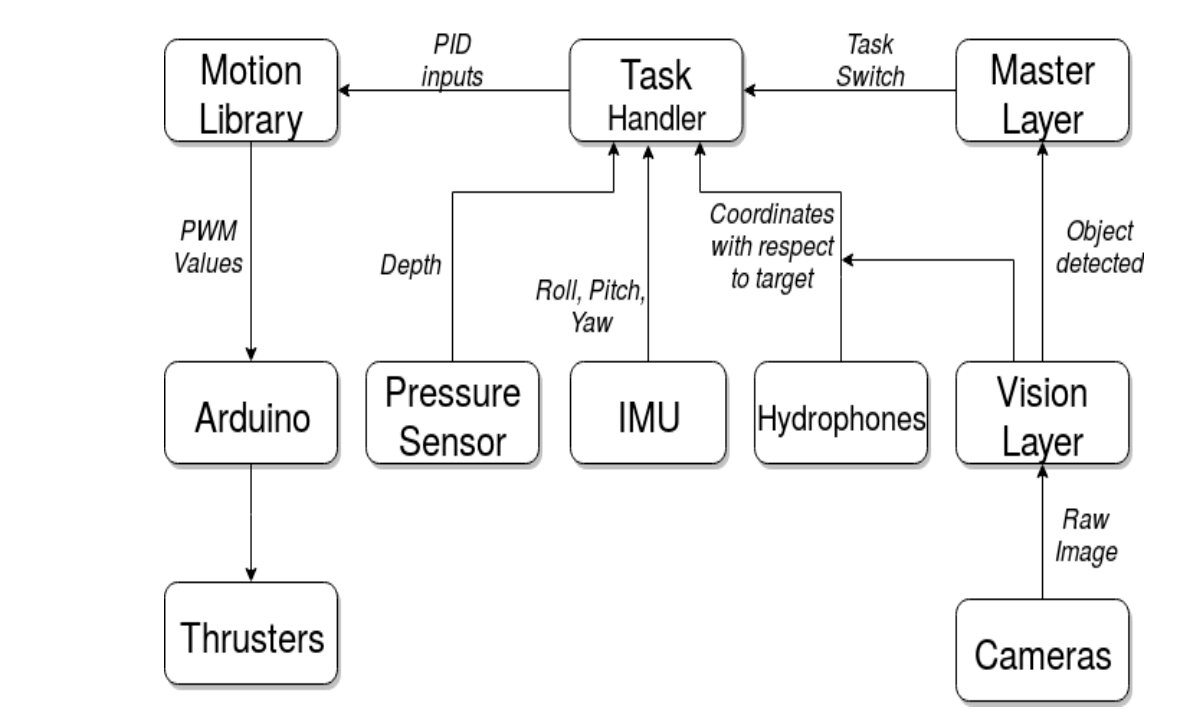 Motion
Library
PID
inputs
Task
Handler
Task
Switch
Master
Layer
PWM
Values
Depth
Roll, Pitch,
Yaw
Coordinates
with respect
to target
Object
detected
Arduino
Pressure
Sensor
IMU
Hydrophones
Vision
Layer
Raw
Image
Thrusters
Cameras